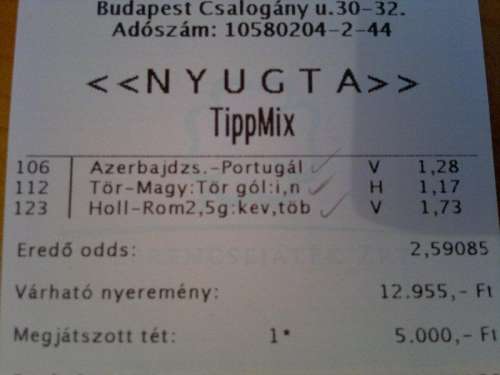 Budapest Csalogány u.30-32.
Adószám: 10580204-2-44
<<NYUGTA>>
TippMix
106 Azerbajdzs.-Portugál V 1,28
112 Tör-Magy:Tör gól:i,n H 1,17
123 Holl-Rom2,5g:kev,töb V 1,73
Eredő odds: 2,59085
Várható nyeremény: 12.955,- Ft
Megjátszott tét: 1* 5.000,- Ft